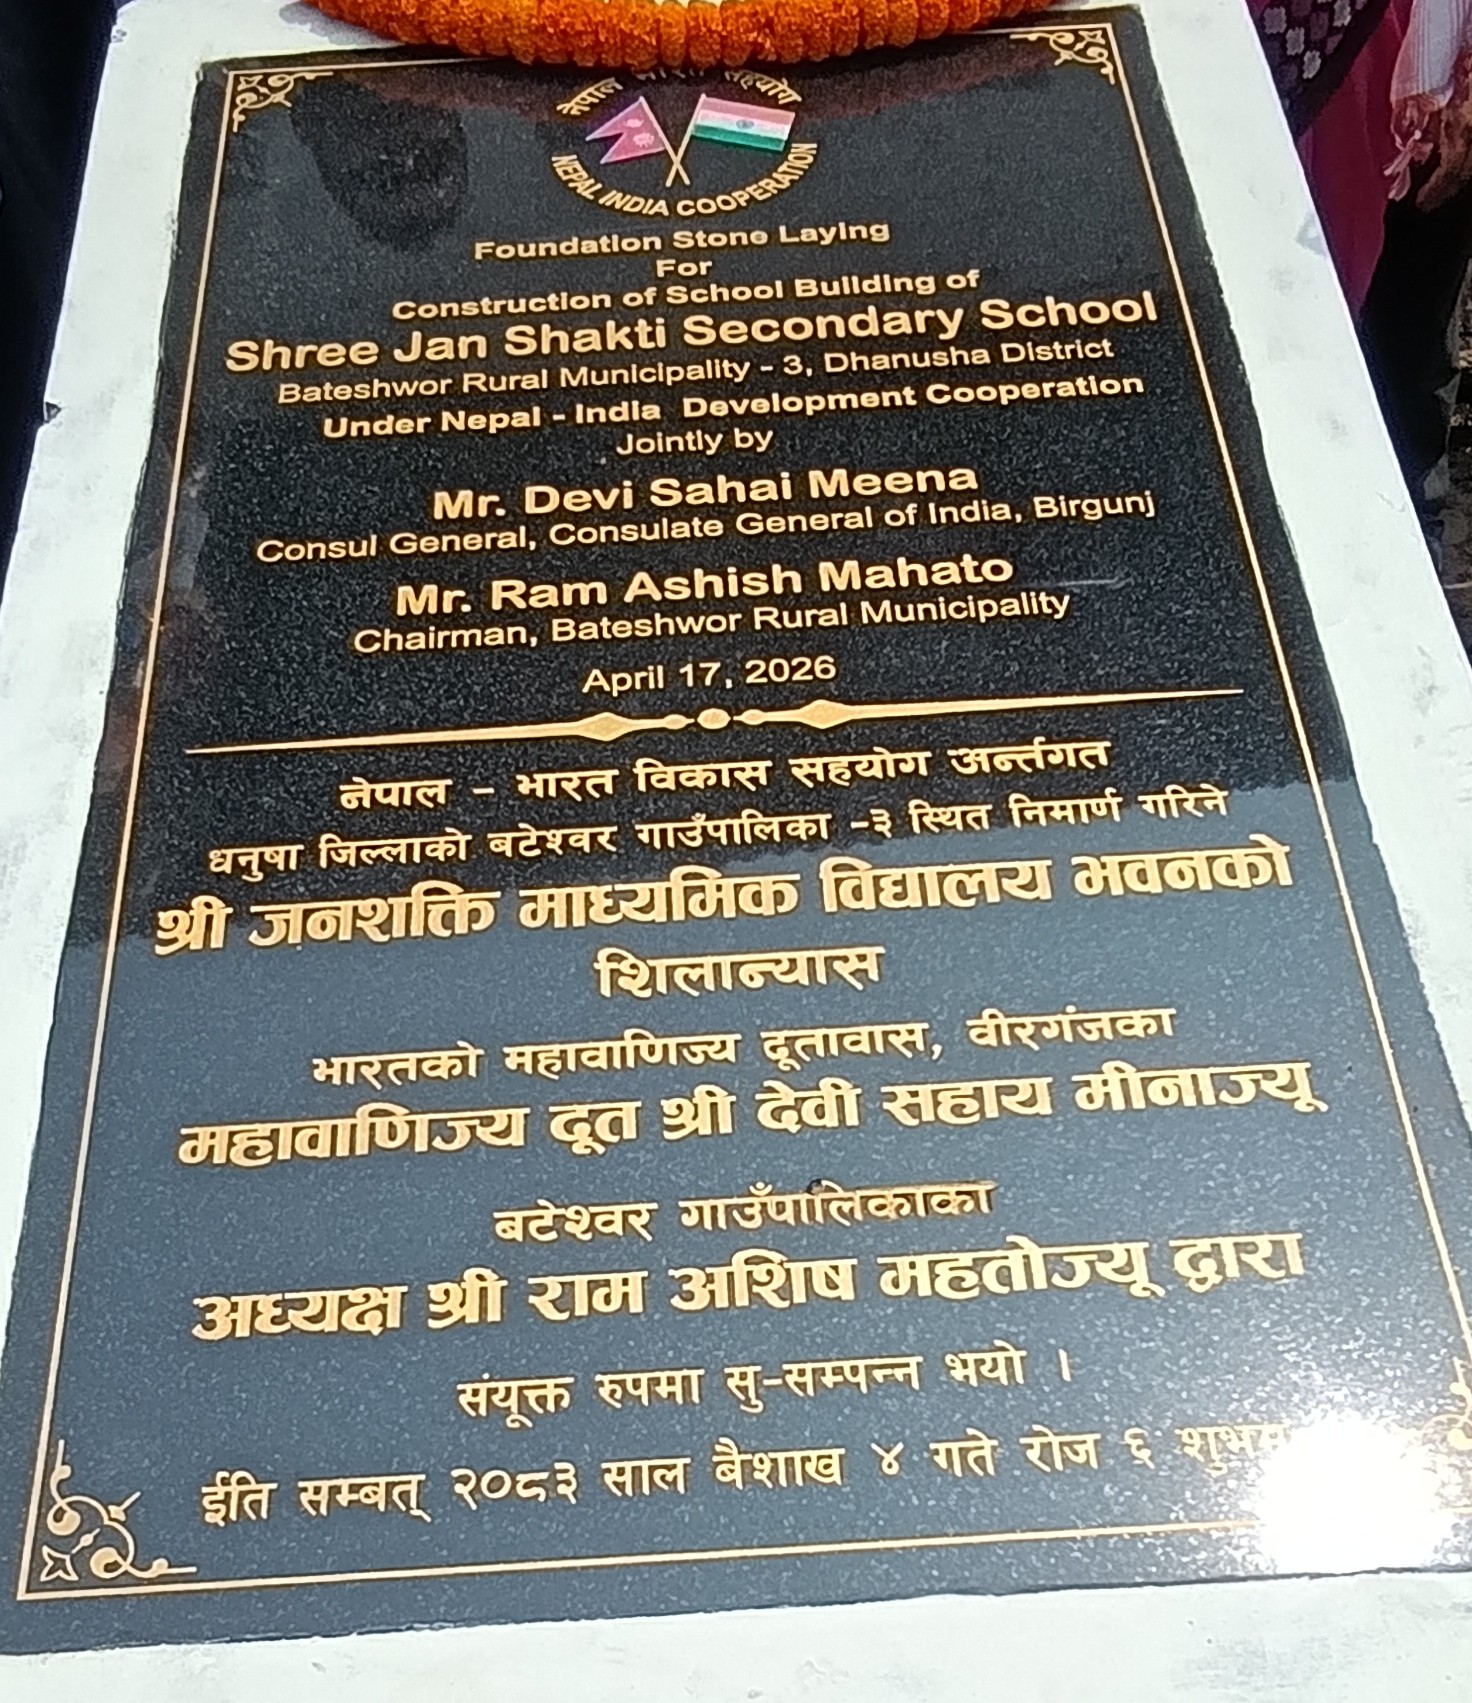 नेपाल भारत सहयोग
NEPAL INDIA COOPERATION
Foundation Stone Laying
For
Construction of School Building of
Shree Jan Shakti Secondary School
Bateshwor Rural Municipality - 3, Dhanusha District
Under Nepal - India Development Cooperation
Jointly by
Mr. Devi Sahai Meena
Consul General, Consulate General of India, Birgunj
Mr. Ram Ashish Mahato
Chairman, Bateshwor Rural Municipality
April 17, 2026
नेपाल - भारत विकास सहयोग अर्न्तगत
धनुषा जिल्लाको बटेश्वर गाउँपालिका -३ स्थित निमार्ण गरिने
श्री जनशक्ति माध्यमिक विद्यालय भवनको
शिलान्यास
भारतको महावाणिज्य दूतावास, वीरगंजका
महावाणिज्य दूत श्री देवी सहाय मीनाज्यू
बटेश्वर गाउँपालिकाका
अध्यक्ष श्री राम अशिष महतोज्यू द्वारा
संयूक्त रुपमा सु-सम्पन्न भयो ।
ईति सम्बत् २०८३ साल बैशाख ४ गते रोज ६